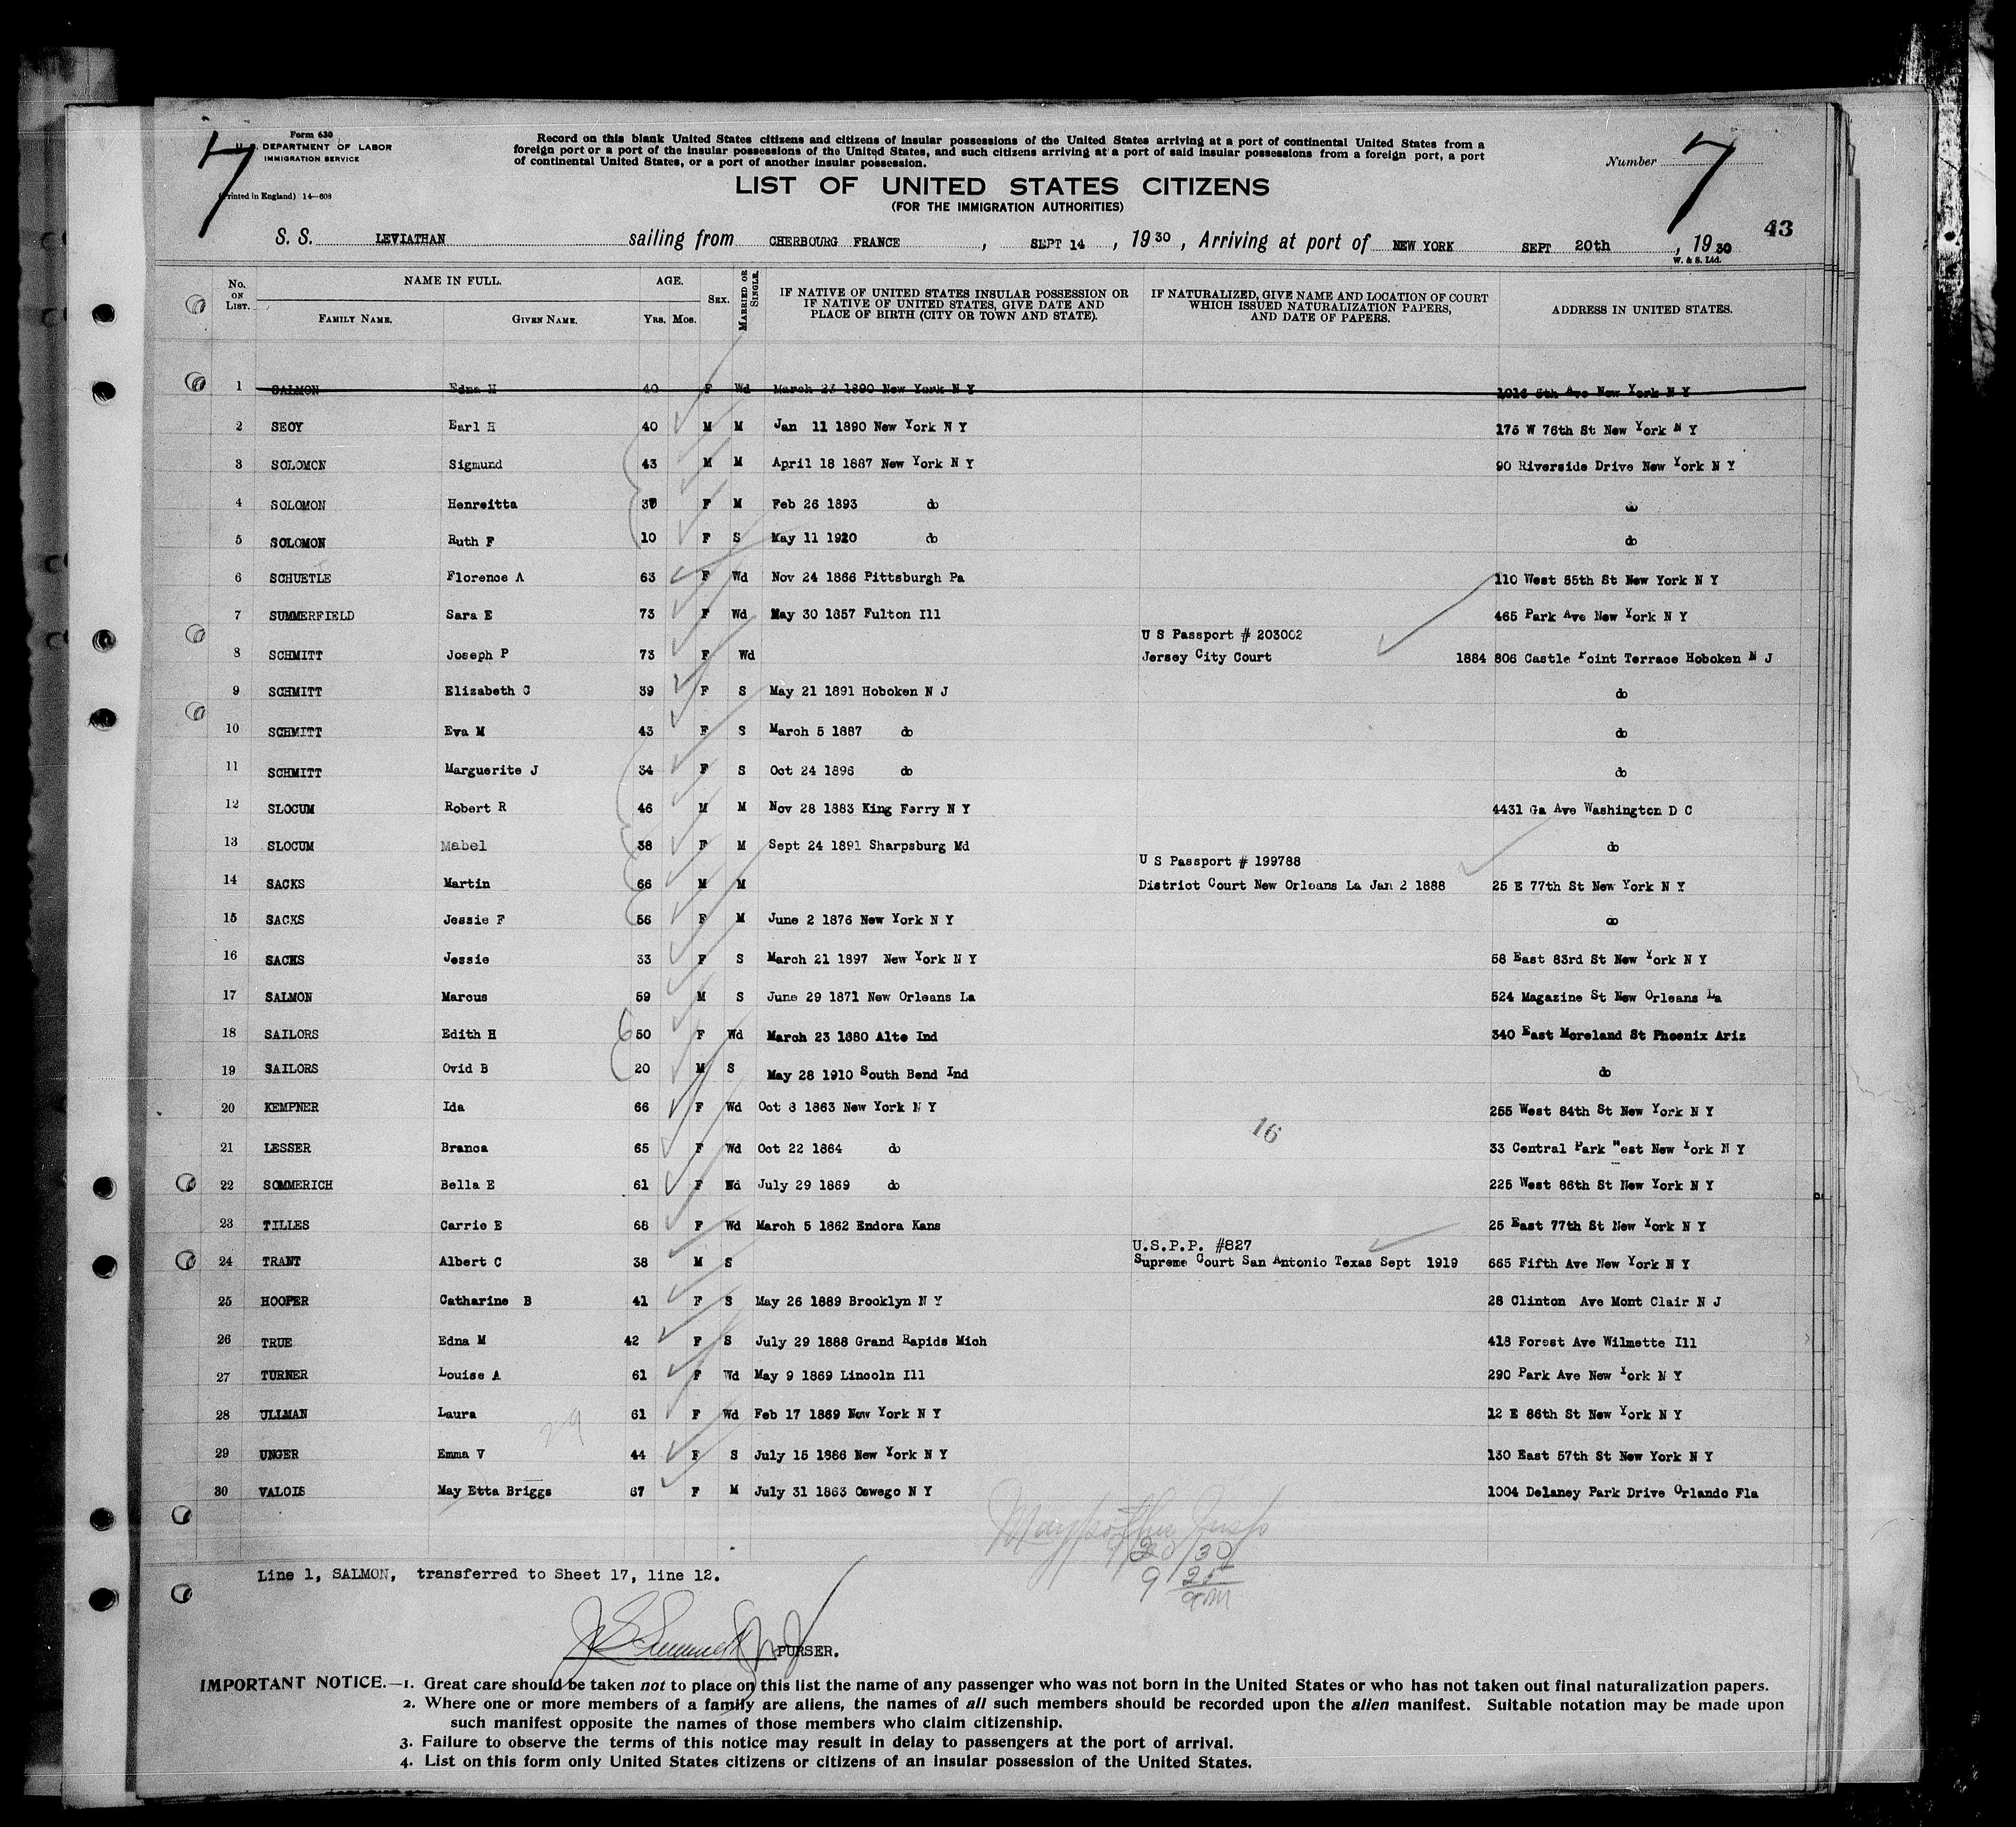 7
Form 630
U. S. DEPARTMENT OF LABOR
IMMIGRATION SERVICE
(Printed in England) 14—608
Record on this blank United States citizens and citizens of insular possessions of the United States arriving at a port of continental United States from a
foreign port or a port of the insular possessions of the United States, and such citizens arriving at a port of said insular possessions from a foreign port, a port
of continental United States, or a port of another insular possession.
Number 7
LIST OF UNITED STATES CITIZENS
(FOR THE IMMIGRATION AUTHORITIES)
43
S. S. LEVIATHAN sailing from CHERBOURG FRANCE, SEPT 14, 1930, Arriving at port of NEW YORK SEPT 20th, 1930
W. & S. Ltd.
No. ON LIST. NAME IN FULL. FAMILY NAME. GIVEN NAME. AGE. Yrs. Mos. SEX. MARRIED OR SINGLE. IF NATIVE OF UNITED STATES INSULAR POSSESSION OR IF NATIVE OF UNITED STATES, GIVE DATE AND PLACE OF BIRTH (CITY OR TOWN AND STATE). IF NATURALIZED, GIVE NAME AND LOCATION OF COURT WHICH ISSUED NATURALIZATION PAPERS, AND DATE OF PAPERS. ADDRESS IN UNITED STATES.
1 SALMON Edna H 40 F Wd March 23 1890 New York N Y 1016 5th Ave New York N Y
2 SEOY Earl H 40 M M Jan 11 1890 New York N Y 175 W 76th St New York N Y
3 SOLOMON Sigmund 43 M M April 18 1887 New York N Y 90 Riverside Drive New York N Y
4 SOLOMON Henreitta F M Feb 26 1893 do do
5 SOLOMON Ruth F 10 F S May 11 1920 do do
6 SCHUETLE Florence A 63 F Wd Nov 24 1866 Pittsburgh Pa 110 West 55th St New York N Y
7 SUMMERFIELD Sara E 73 F Wd May 30 1857 Fulton Ill 465 Park Ave New York N Y
U S Passport # 203002
8 SCHMITT Joseph P 73 F Wd Jersey City Court 1884 806 Castle Point Terrace Hoboken N J
9 SCHMITT Elizabeth C 39 F S May 21 1891 Hoboken N J do
10 SCHMITT Eva M 43 F S March 5 1887 do do
11 SCHMITT Marguerite J 34 F S Oct 24 1896 do do
12 SLOCUM Robert R 46 M M Nov 28 1883 King Ferry N Y 4431 Ga Ave Washington D C
13 SLOCUM Mabel 38 F M Sept 24 1891 Sharpsburg Md do
U S Passport # 199788
14 SACKS Martin 66 M M District Court New Orleans La Jan 2 1888 25 E 77th St New York N Y
15 SACKS Jessie F 56 F M June 2 1876 New York N Y do
16 SACKS Jessie 33 F S March 21 1897 New York N Y 58 East 83rd St New York N Y
17 SALMON Marcus 59 M S June 29 1871 New Orleans La 524 Magazine St New Orleans La
18 SAILORS Edith H 50 F Wd March 23 1880 Alto Ind 340 East Moreland St Phoenix Ariz
19 SAILORS Ovid B 20 M S May 28 1910 South Bend Ind do
20 KEMPNER Ida 66 F Wd Oct 8 1863 New York N Y 255 West 84th St New York N Y
16
21 LESSER Branca 65 F Wd Oct 22 1864 do 33 Central Park West New York N Y
22 SOMMERICH Bella E 61 F Wd July 29 1869 do 225 West 86th St New York N Y
23 TILLES Carrie E 68 F Wd March 5 1862 Endora Kans 25 East 77th St New York N Y
U.S.P.P. #827
24 TRANT Albert C 38 M S Supreme Court San Antonio Texas Sept 1919 665 Fifth Ave New York N Y
25 HOOPER Catharine B 41 F S May 26 1889 Brooklyn N Y 28 Clinton Ave Mont Clair N J
26 TRUE Edna M 42 F S July 29 1888 Grand Rapids Mich 418 Forest Ave Wilmette Ill
27 TURNER Louise A 61 F Wd May 9 1869 Lincoln Ill 290 Park Ave New York N Y
28 ULLMAN Laura 61 F Wd Feb 17 1869 New York N Y 12 E 86th St New York N Y
29
29 UNGER Emma V 44 F S July 15 1886 New York N Y 130 East 57th St New York N Y
30 VALOIS May Etta Briggs 67 F M July 31 1863 Oswego N Y 1004 Delaney Park Drive Orlando Fla
9/20/30
9 25 am
Line 1, SALMON, transferred to Sheet 17, line 12.
PURSER.
IMPORTANT NOTICE.—1. Great care should be taken not to place on this list the name of any passenger who was not born in the United States or who has not taken out final naturalization papers.
2. Where one or more members of a family are aliens, the names of all such members should be recorded upon the alien manifest. Suitable notation may be made upon
such manifest opposite the names of those members who claim citizenship.
3. Failure to observe the terms of this notice may result in delay to passengers at the port of arrival.
4. List on this form only United States citizens or citizens of an insular possession of the United States.